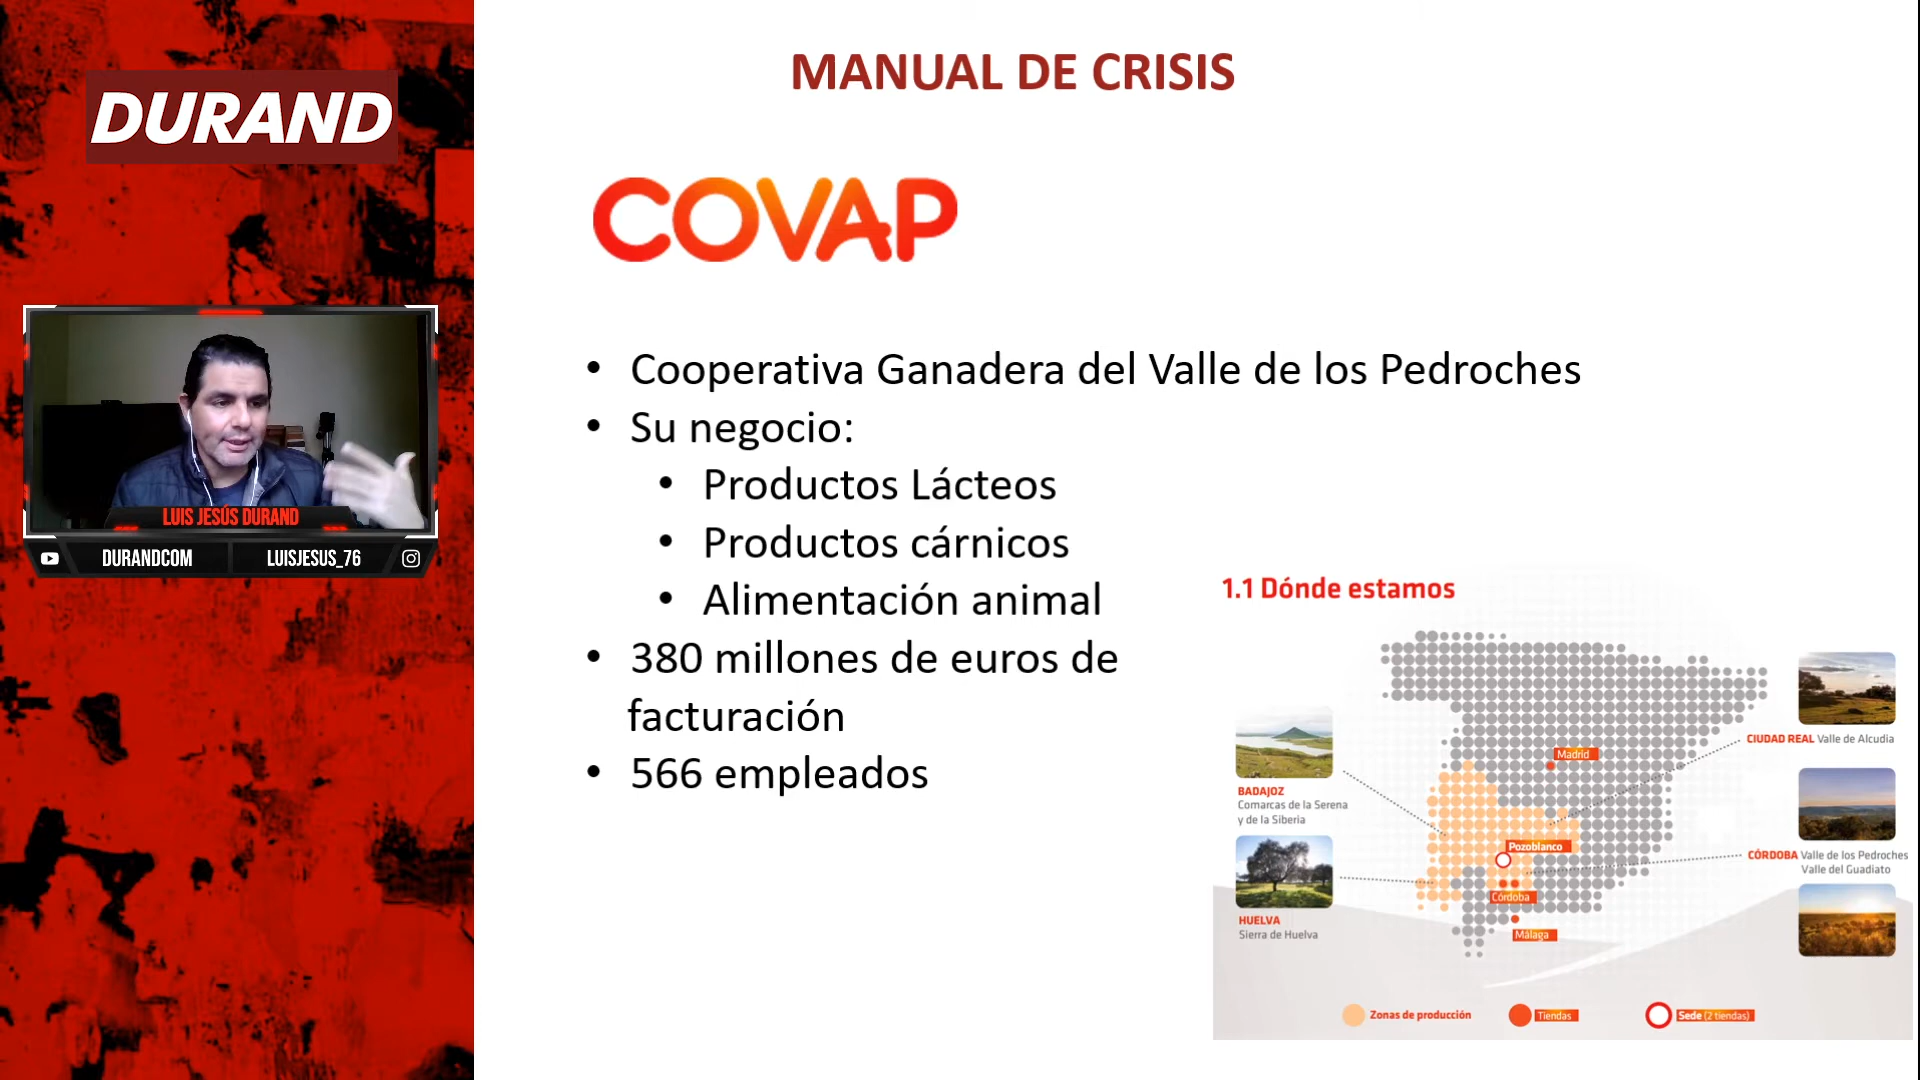 DURAND
LUIS JESÚS DURAND
DURANDCOM
LUISJESUS_76
MANUAL DE CRISIS
COVAP
• Cooperativa Ganadera del Valle de los Pedroches
• Su negocio:
• Productos Lácteos
• Productos cárnicos
• Alimentación animal
• 380 millones de euros de
facturación
• 566 empleados
1.1 Dónde estamos
BADAJOZ
Comarcas de la Serena
y de la Siberia
HUELVA
Sierra de Huelva
Madrid
Pozoblanco
Córdoba
Málaga
CIUDAD REAL Valle de Alcudia
CÓRDOBA Valle de los Pedroches
Valle del Guadiato
Zonas de producción
Tiendas
Sede (2 tiendas)